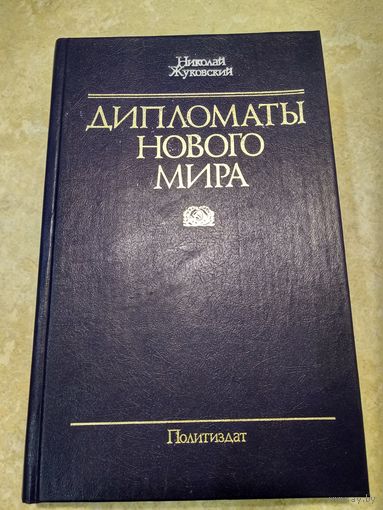 Николай
Жуковский
ДИПЛОМАТЫ
НОВОГО
МИРА
Политиздат